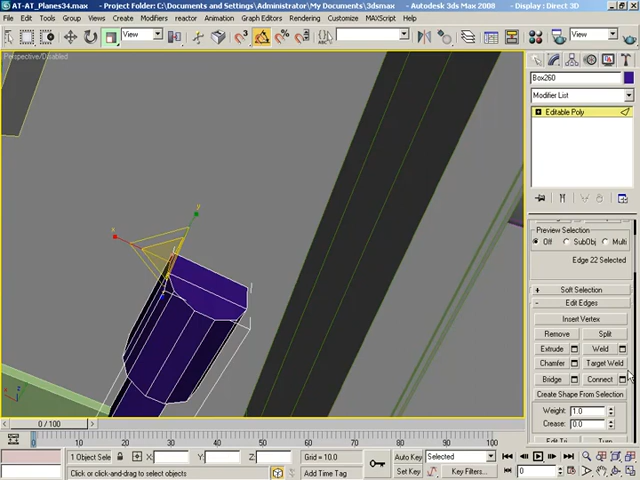 AT-AT_Planes34.max - Project Folder: C:\Documents and Settings\Administrator\My Documents\3dsmax - Autodesk 3ds Max 2008 - Display : Direct 3D
File Edit Tools Group Views Create Modifiers reactor Animation Graph Editors Rendering Customize MAXScript Help
View
View
Perspective/Disabled
x
y
Box260
Modifier List
Editable Poly
Preview Selection
Off SubObj Multi
Edge 22 Selected
+ Soft Selection
- Edit Edges
Insert Vertex
Remove Split
Extrude Weld
Chamfer Target Weld
Bridge Connect
Create Shape From Selection
Weight: 1.0
Crease: 0.0
Edit Tri. Turn
0 / 100
0 10 20 30 40 50 60 70 80 90 100
1 Object Sele X: Y: Z: Grid = 10.0 Auto Key Selected
Click or click-and-drag to select objects Add Time Tag Set Key Key Filters... 0